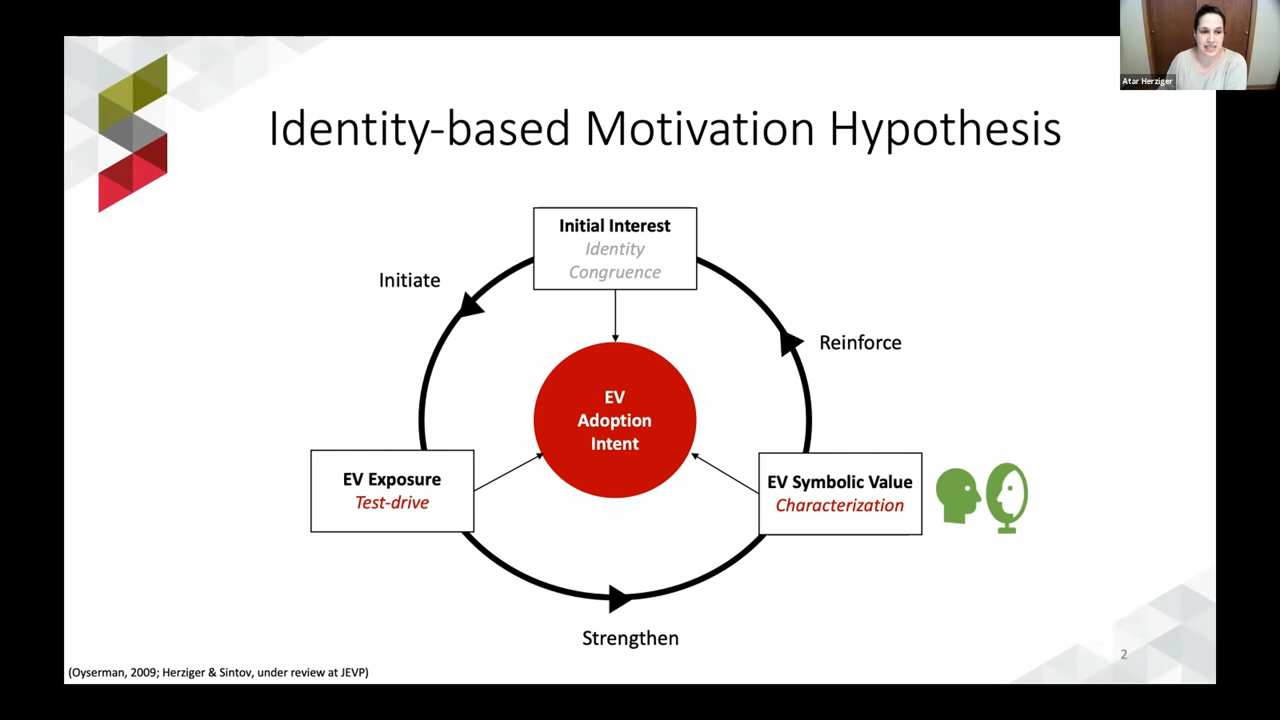 Atar Herziger
Identity-based Motivation Hypothesis
Initial Interest
Identity
Congruence
Initiate
Reinforce
EV
Adoption
Intent
EV Exposure
Test-drive
EV Symbolic Value
Characterization
Strengthen
2
(Oyserman, 2009; Herziger & Sintov, under review at JEVP)